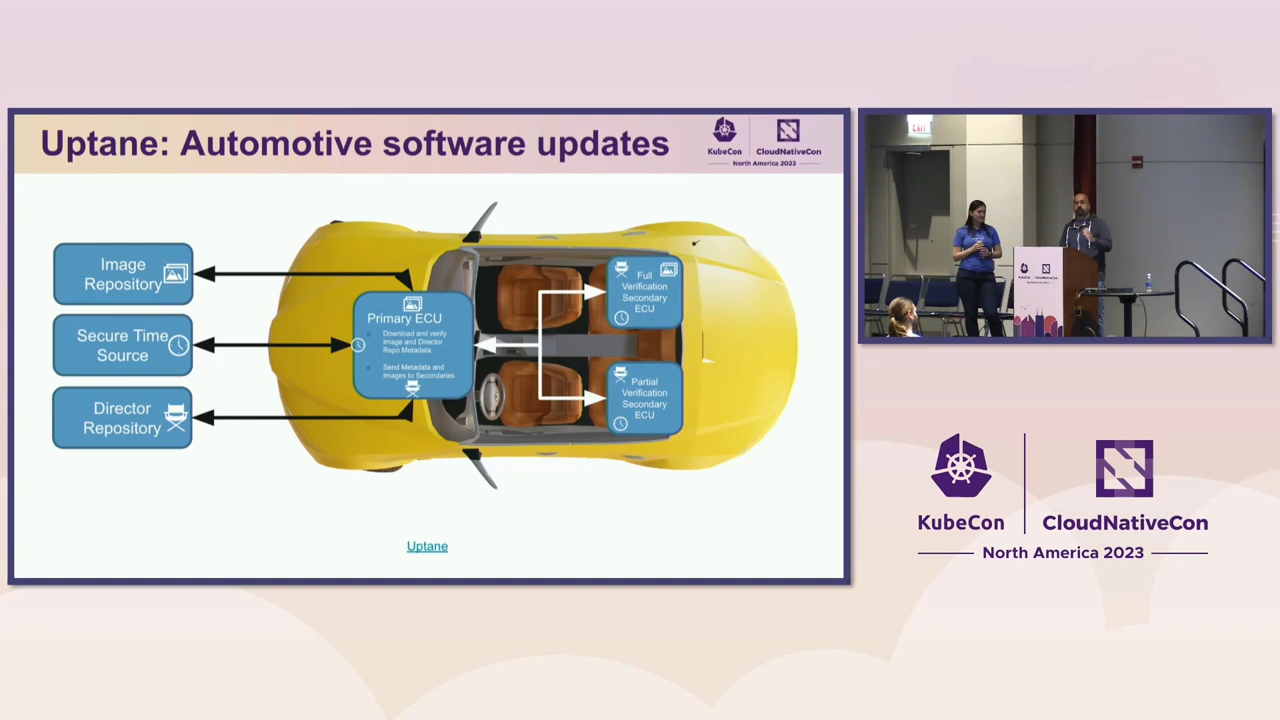 Uptane: Automotive software updates
KubeCon
CloudNativeCon
North America 2023
Image
Repository
Secure Time
Source
Director
Repository
Primary ECU
Download and verify
Image and Director
Repo Metadata
Send Metadata and
Images to Secondaries
Full
Verification
Secondary
ECU
Partial
Verification
Secondary
ECU
Uptane
EXIT
KubeCon
CloudNativeCon
North America 2023